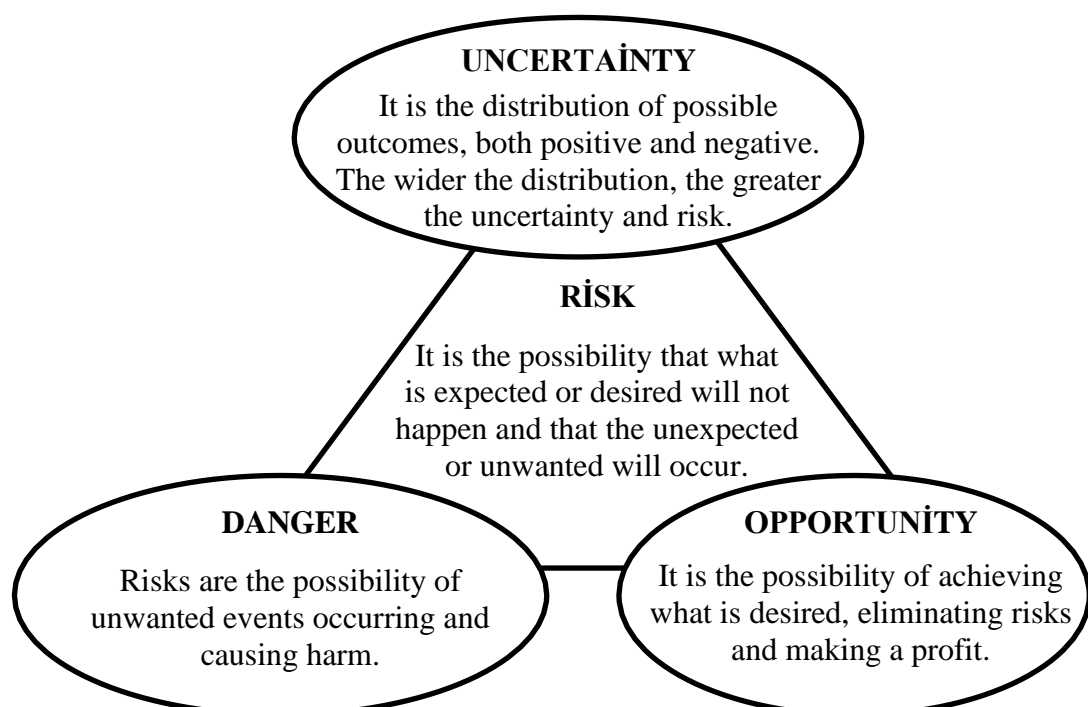 UNCERTAİNTY
It is the distribution of possible
outcomes, both positive and negative.
The wider the distribution, the greater
the uncertainty and risk.
RİSK
It is the possibility that what
is expected or desired will not
happen and that the unexpected
or unwanted will occur.
DANGER
Risks are the possibility of
unwanted events occurring and
causing harm.
OPPORTUNİTY
It is the possibility of achieving
what is desired, eliminating risks
and making a profit.